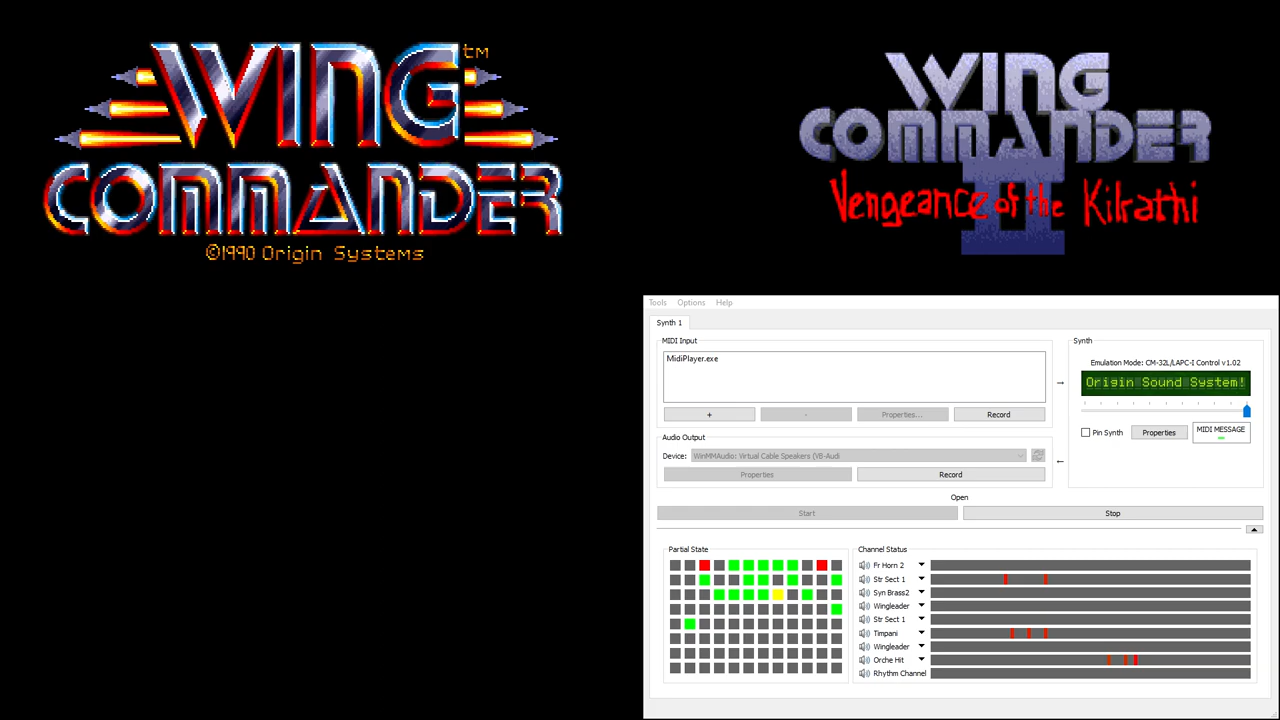 WING
TM
COMMANDER
©1990 Origin Systems
WING
COMMANDER
II
Vengeance of the Kilrathi
Tools Options Help
Synth 1
MIDI Input
MidiPlayer.exe
+ - Properties... Record
Audio Output
Device: WinMMAudio: Virtual Cable Speakers (VB-Audi
Properties Record
Synth
Emulation Mode: CM-32L/LAPC-I Control v1.02
Origin Sound System!
Pin Synth Properties MIDI MESSAGE
Open
Start Stop
Partial State
Channel Status
Fr Horn 2
Str Sect 1
Syn Brass2
Wingleader
Str Sect 1
Timpani
Wingleader
Orche Hit
Rhythm Channel